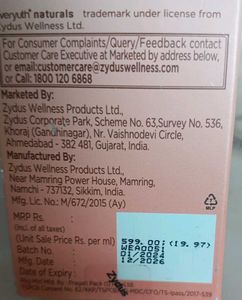 everyuth naturals trademark under license from
Zydus Wellness Ltd.
For Consumer Complaints/Query/Feedback contact
Customer Care Executive at Marketed by address below,
or email:customercare@zyduswellness.com
or Call: 1800 120 6868
Marketed By:
Zydus Wellness Products Ltd.,
Zydus Corporate Park, Scheme No. 63,Survey No. 536,
Khoraj (Gandhinagar), Nr. Vaishnodevi Circle,
Ahmedabad - 382 481, Gujarat, India.
Manufactured By:
Zydus Wellness Products Ltd.,
Near Mamring Power House, Mamring,
Namchi - 737132, Sikkim, India.
Mfg. Lic. No.: M/672/2015 (Ay)
MLP
MRP Rs.
(Incl. of all taxes)
(Unit Sale Price Rs. per ml)
599.00:(19.97)
Batch No.
WEA0051
Mfg. Date
01/2024
Date of Expiry
12/2026
Zydus